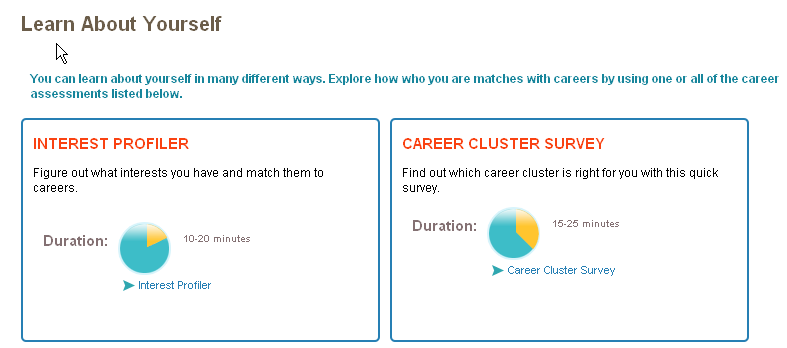 Learn About Yourself
You can learn about yourself in many different ways. Explore how who you are matches with careers by using one or all of the career
assessments listed below.
INTEREST PROFILER
Figure out what interests you have and match them to
careers.
Duration:
10-20 minutes
Interest Profiler
CAREER CLUSTER SURVEY
Find out which career cluster is right for you with this quick
survey.
Duration:
15-25 minutes
Career Cluster Survey